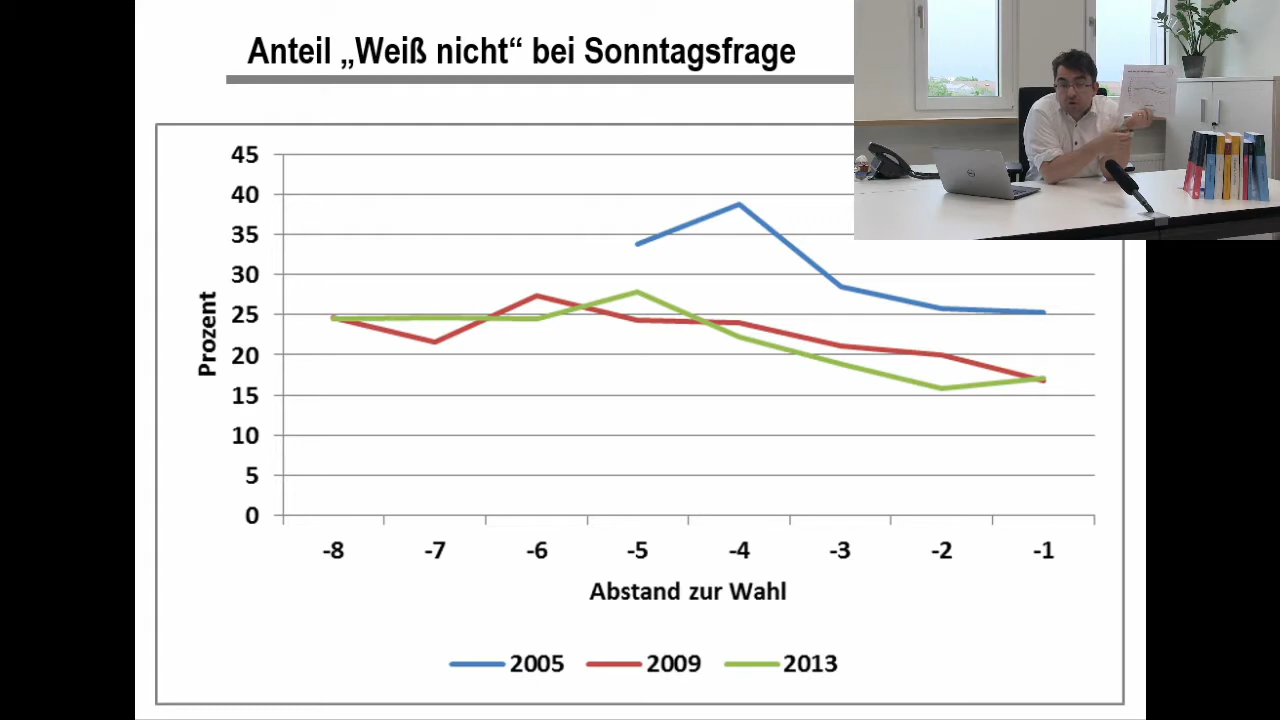 Anteil „Weiß nicht“ bei Sonntagsfrage
45
40
35
30
25
20
15
10
5
0
Prozent
-8 -7 -6 -5 -4 -3 -2 -1
Abstand zur Wahl
2005 2009 2013